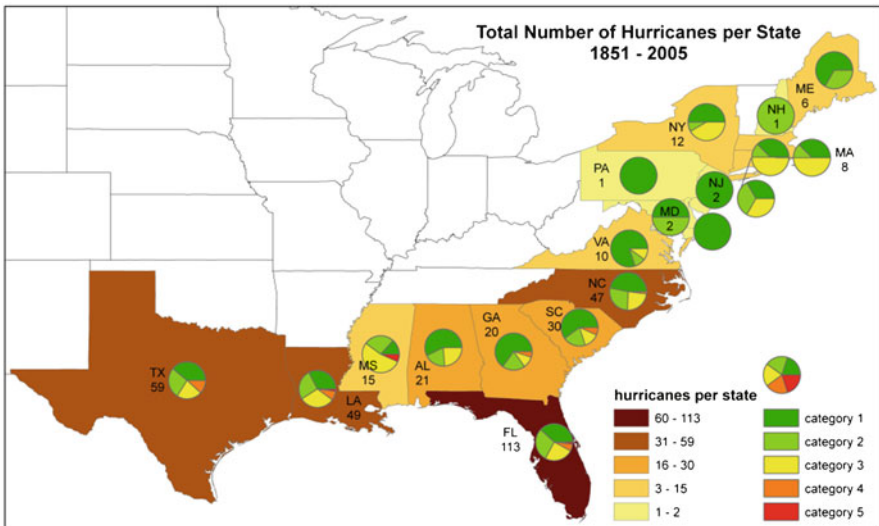 Total Number of Hurricanes per State
1851 - 2005
ME
6
NH
1
NY
12
MA
8
PA
1
NJ
2
MD
2
VA
10
NC
47
SC
30
GA
20
AL
21
MS
15
LA
49
TX
59
FL
113
hurricanes per state
60 - 113
31 - 59
16 - 30
3 - 15
1 - 2
category 1
category 2
category 3
category 4
category 5